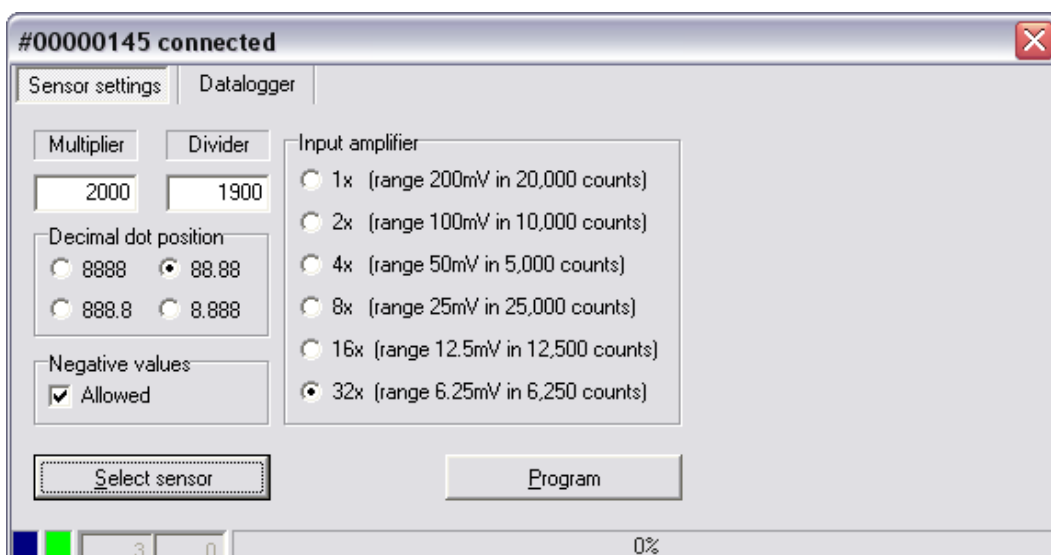 #00000145 connected
Sensor settings Datalogger
Multiplier Divider
2000 1900
Decimal dot position
8888 88.88
888.8 8.888
Negative values
Allowed
Input amplifier
1x (range 200mV in 20,000 counts)
2x (range 100mV in 10,000 counts)
4x (range 50mV in 5,000 counts)
8x (range 25mV in 25,000 counts)
16x (range 12.5mV in 12,500 counts)
32x (range 6.25mV in 6,250 counts)
Select sensor Program
3 0 0%